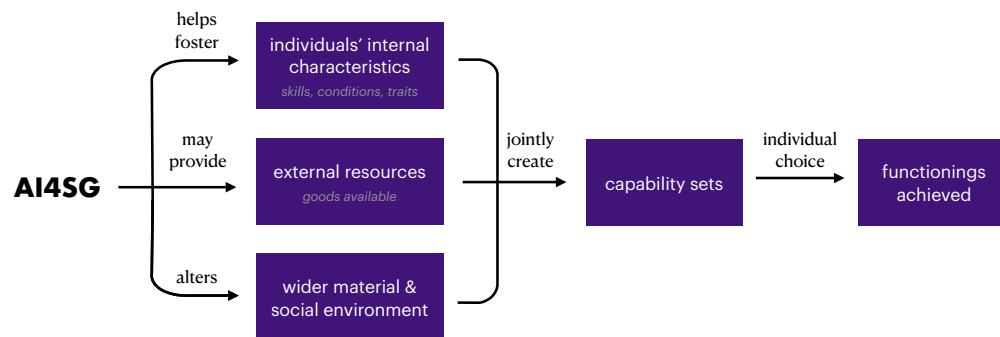 helps
foster
individuals’ internal
characteristics
skills, conditions, traits
may
provide
external resources
goods available
AI4SG
alters
wider material &
social environment
jointly
create
capability sets
individual
choice
functionings
achieved